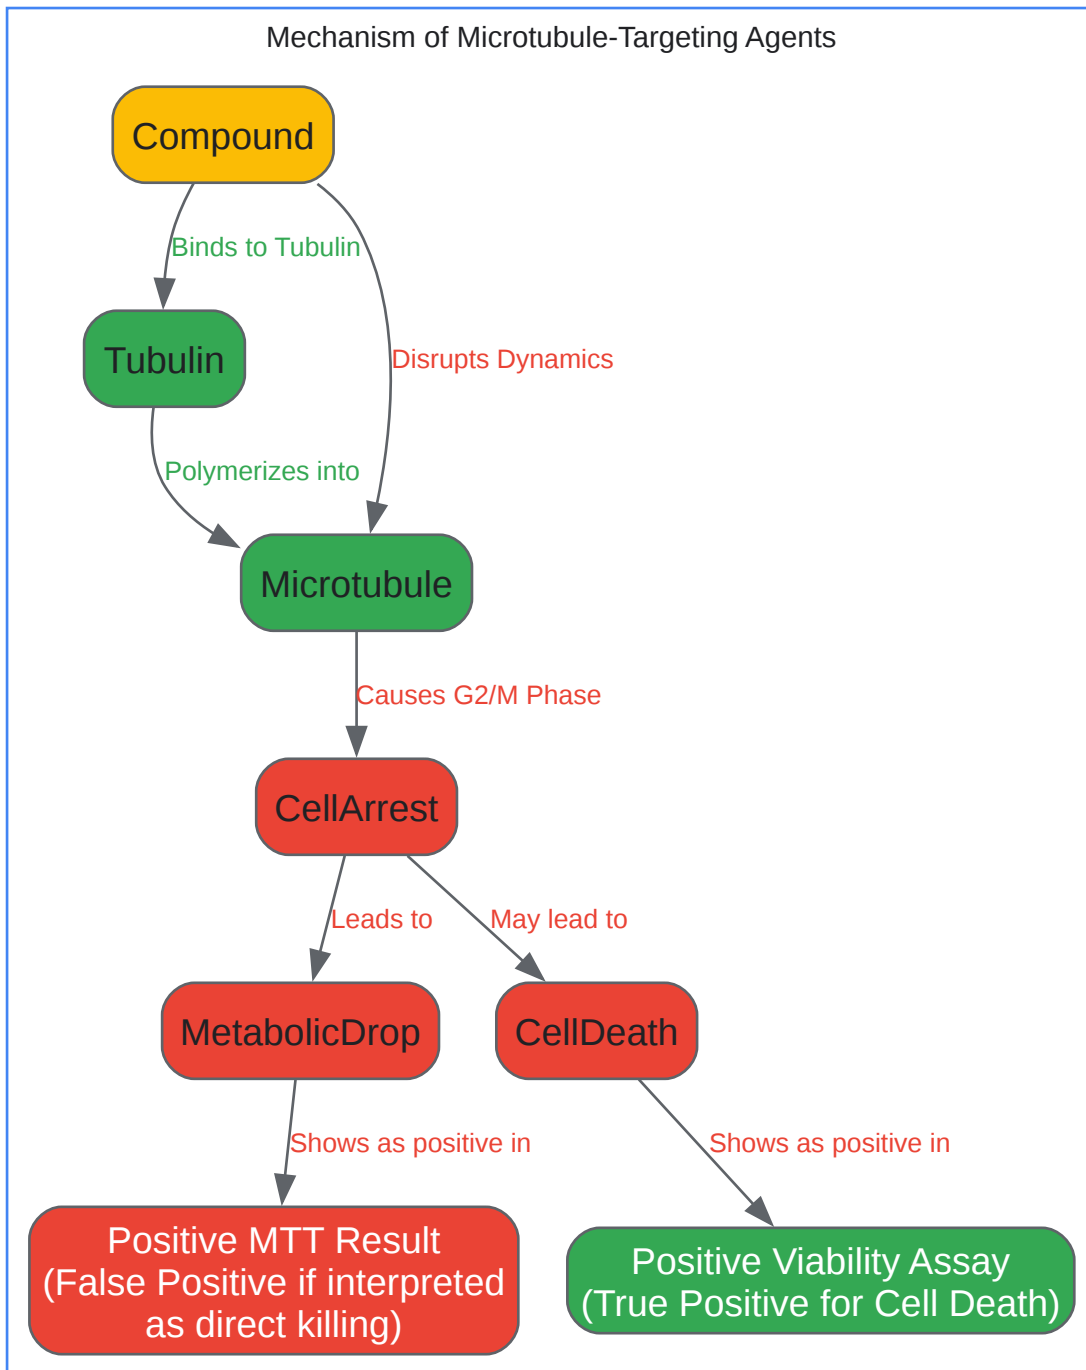 Mechanism of Microtubule-Targeting Agents
Compound
Binds to Tubulin
Tubulin
Disrupts Dynamics
Polymerizes into
Microtubule
Causes G2/M Phase
CellArrest
Leads to
May lead to
MetabolicDrop
CellDeath
Shows as positive in
Shows as positive in
Positive MTT Result
(False Positive if interpreted
as direct killing)
Positive Viability Assay
(True Positive for Cell Death)